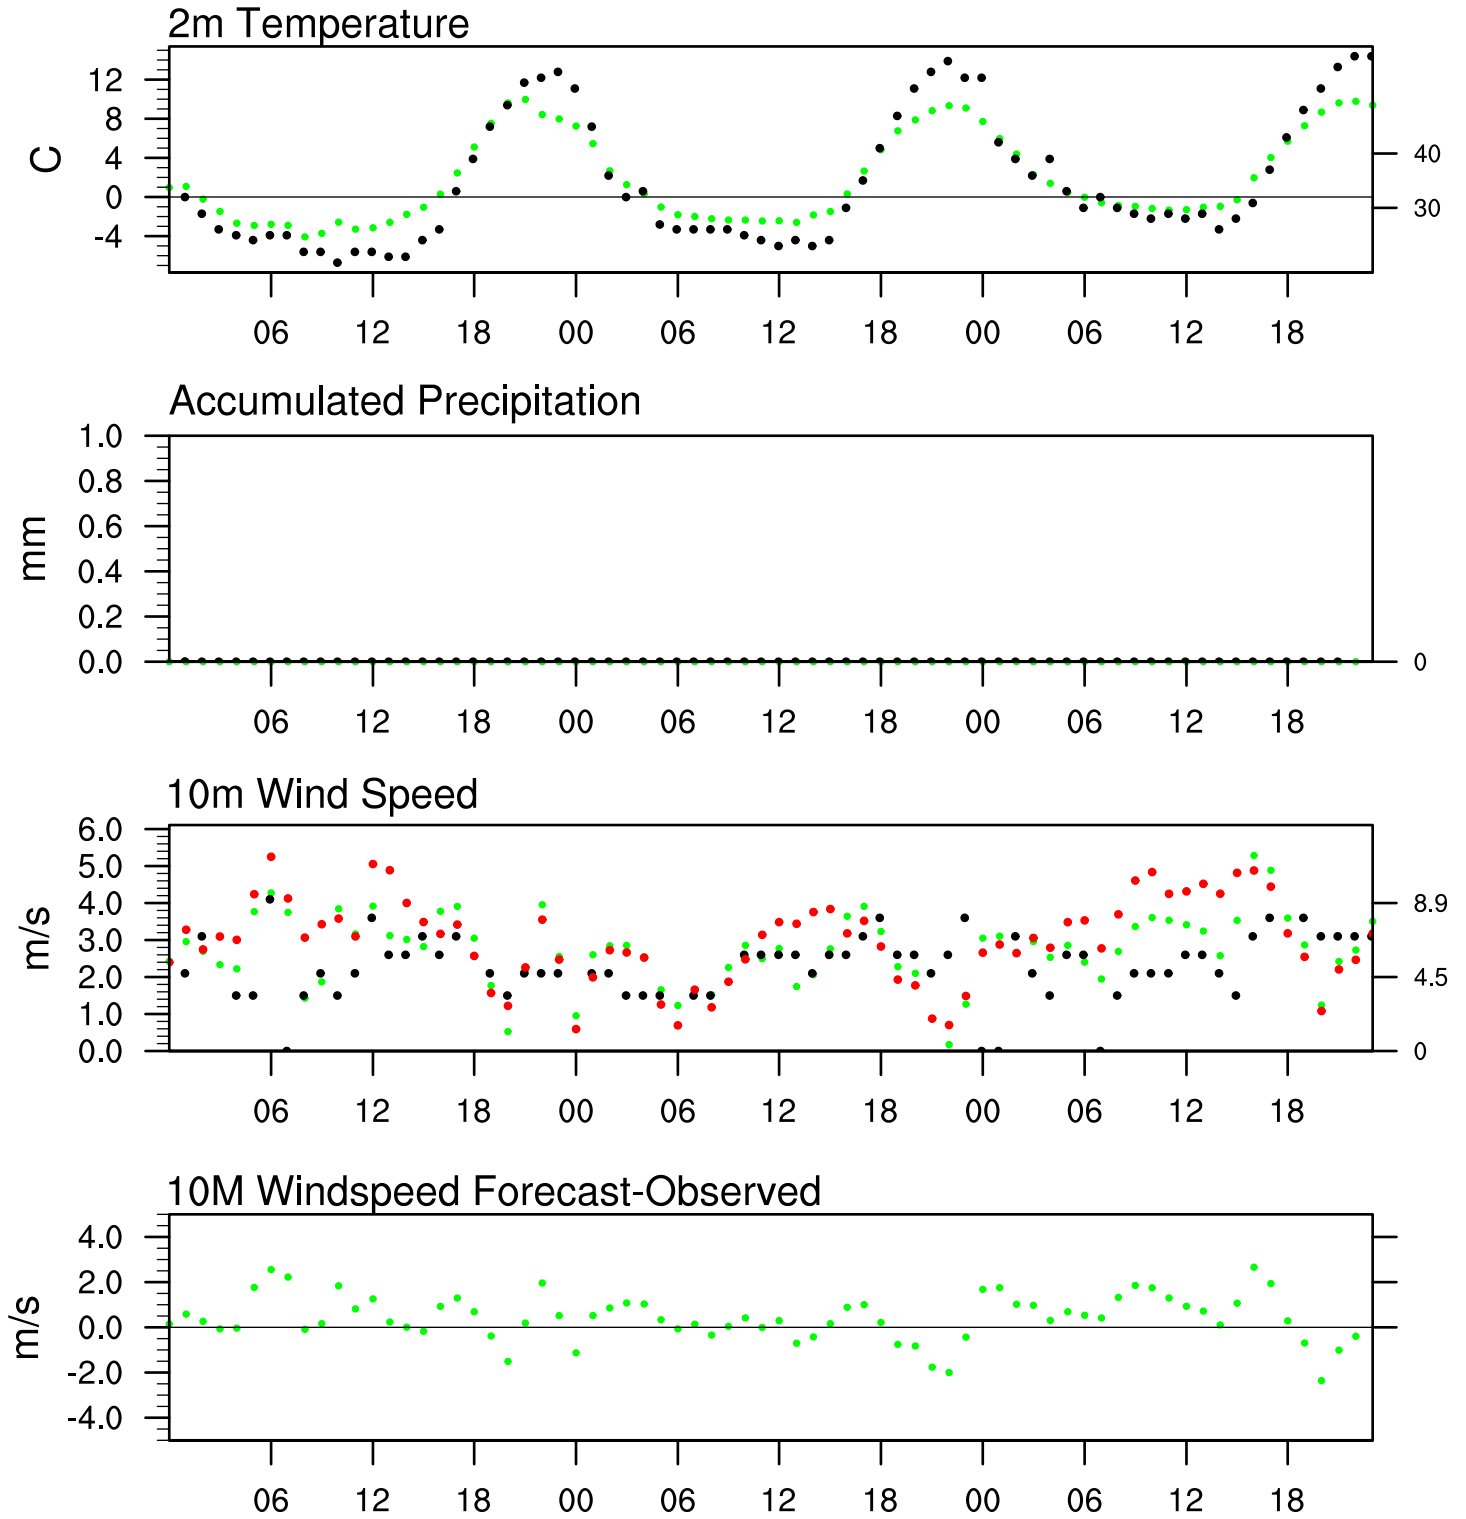 2m Temperature
12
8
4
0
-4
C
40
30
06 12 18 00 06 12 18 00 06 12 18
Accumulated Precipitation
1.0
0.8
0.6
0.4
0.2
0.0
mm
0
06 12 18 00 06 12 18 00 06 12 18
10m Wind Speed
6.0
5.0
4.0
3.0
2.0
1.0
0.0
m/s
8.9
4.5
0
06 12 18 00 06 12 18 00 06 12 18
10M Windspeed Forecast-Observed
4.0
2.0
0.0
-2.0
-4.0
m/s
06 12 18 00 06 12 18 00 06 12 18